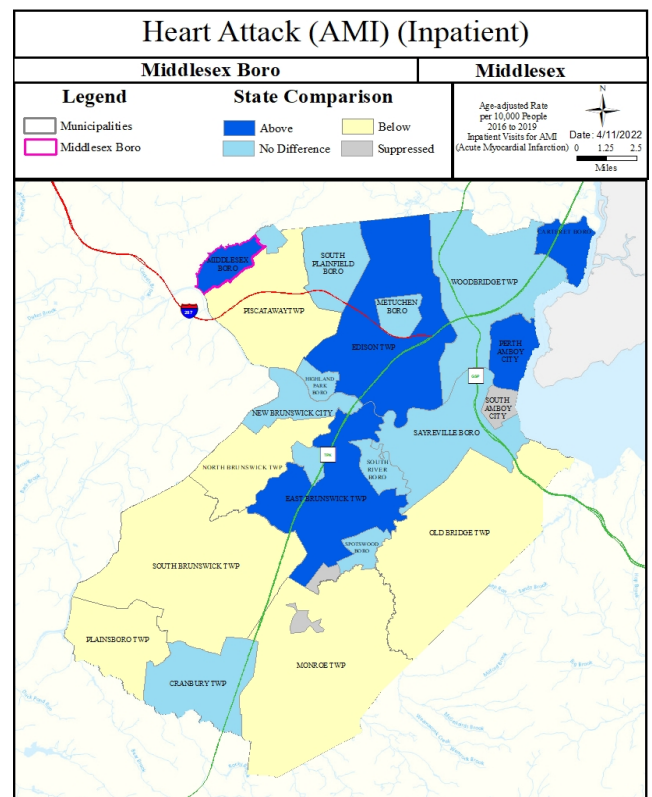 Heart Attack (AMI) (Inpatient)
Middlesex Boro
Middlesex
Legend
Municipalities
Middlesex Boro
State Comparison
Above
Below
No Difference
Suppressed
Age-adjusted Rate
per 10,000 People
2016 to 2019
Inpatient Visits for AMI
(Acute Myocardial Infarction)
N
Date: 4/11/2022
0 1.25 2.5
Miles
CARTERET BORO
MIDDLESEX
BORO
SOUTH
PLAINFIELD
BORO
WOODBRIDGE TWP
287
PISCATAWAY TWP
METUCHEN
BORO
EDISON TWP
PERTH
AMBOY
CITY
HIGHLAND
PARK
BORO
GSP
SOUTH
AMBOY
CITY
NEW BRUNSWICK CITY
SAYREVILLE BORO
NORTH BRUNSWICK TWP
SOUTH
RIVER
BORO
EAST BRUNSWICK TWP
OLD BRIDGE TWP
SPOTSWOOD
BORO
SOUTH BRUNSWICK TWP
PLAINSBORO TWP
MONROE TWP
CRANBURY TWP